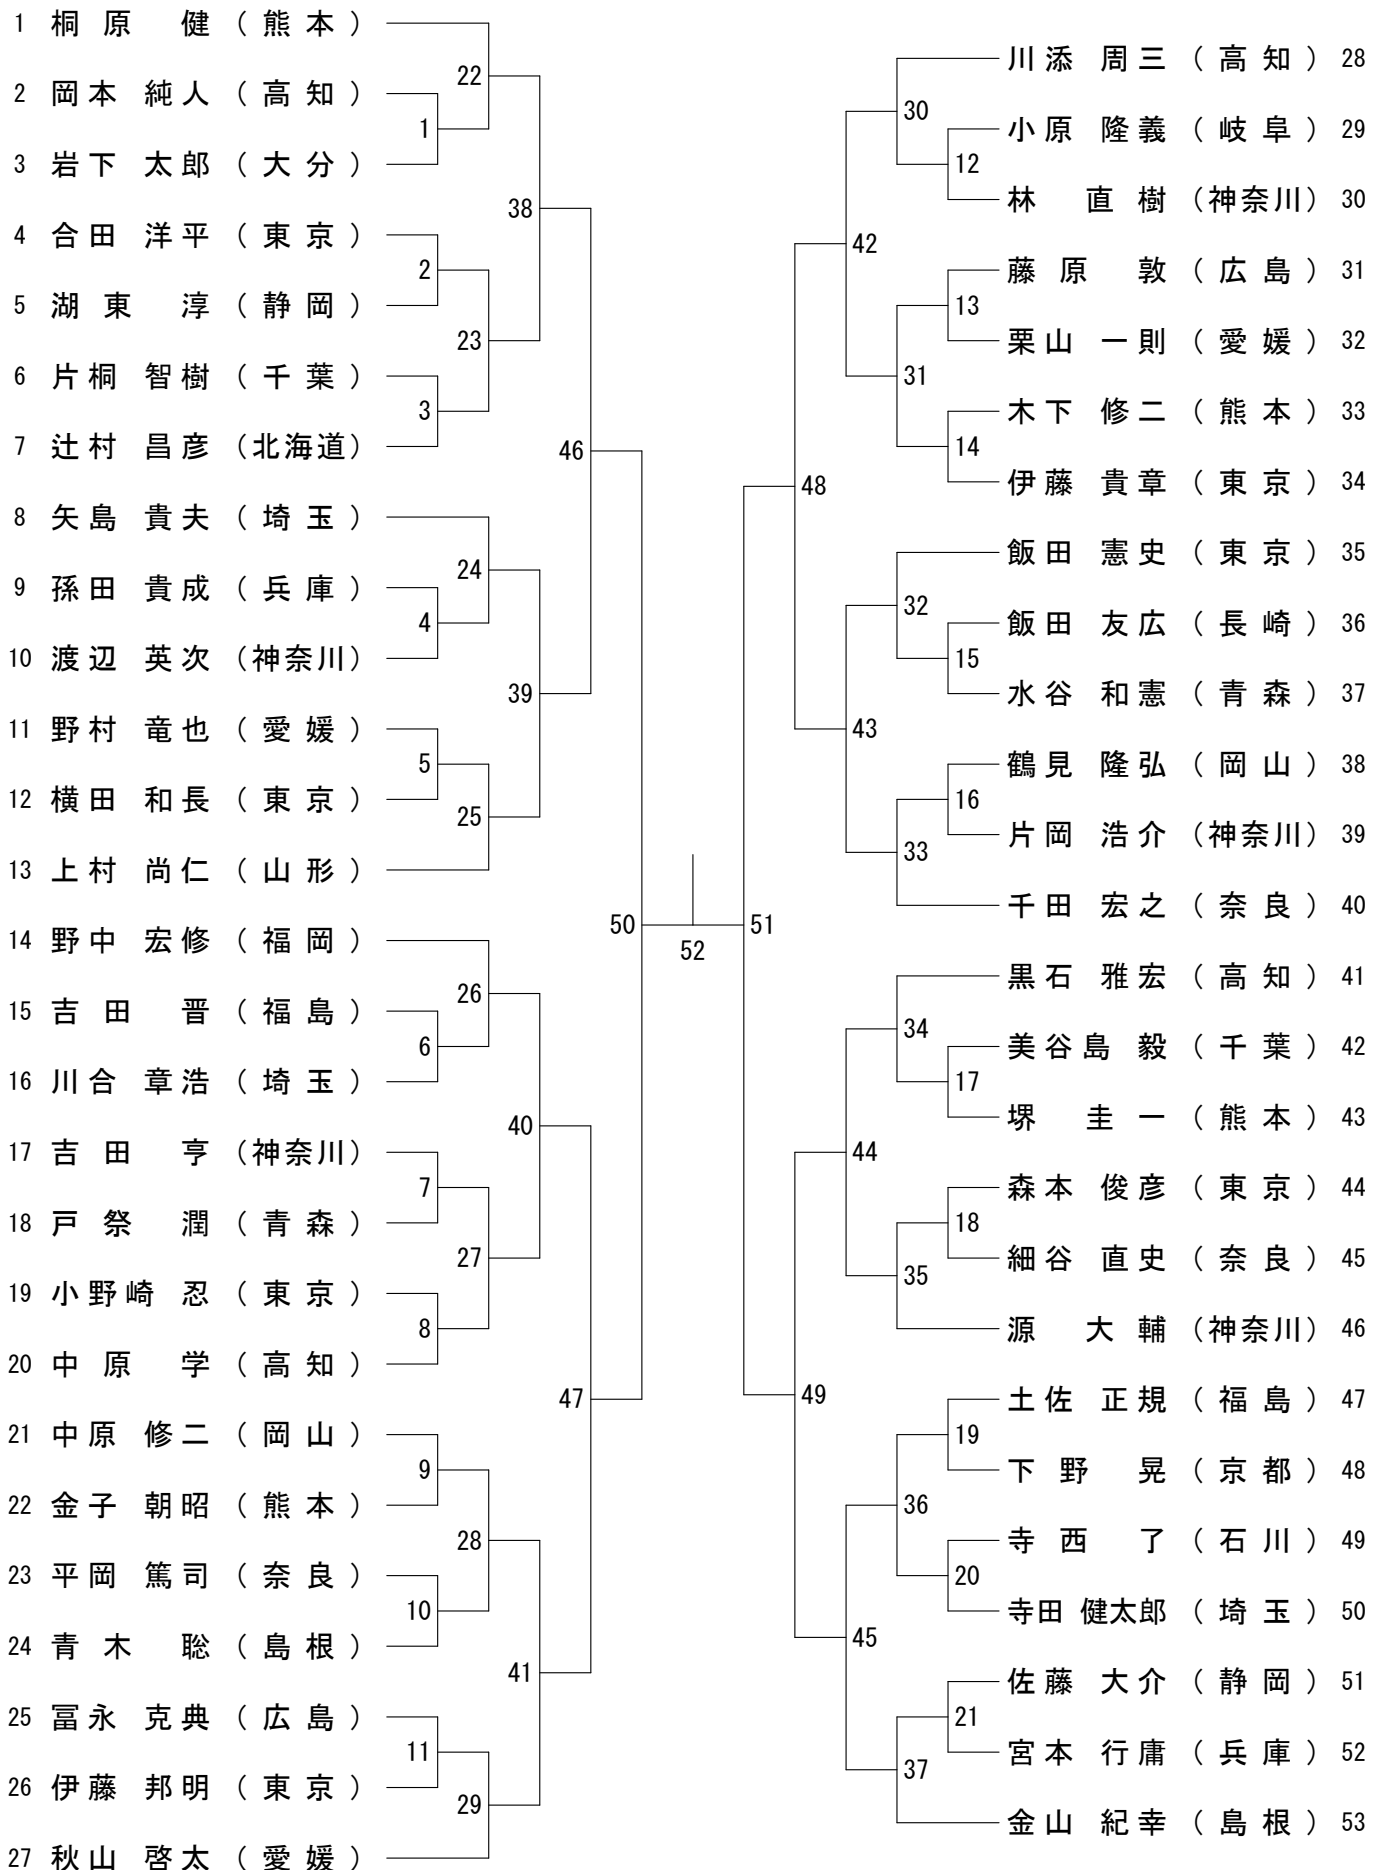 1 桐原 健 (熊本)
2 岡本 純人 (高知)
3 岩下 太郎 (大分)
4 合田 洋平 (東京)
5 湖東 淳 (静岡)
6 片桐 智樹 (千葉)
7 辻村 昌彦 (北海道)
8 矢島 貴夫 (埼玉)
9 孫田 貴成 (兵庫)
10 渡辺 英次 (神奈川)
11 野村 竜也 (愛媛)
12 横田 和長 (東京)
13 上村 尚仁 (山形)
14 野中 宏修 (福岡)
15 吉田 晋 (福島)
16 川合 章浩 (埼玉)
17 吉田 亨 (神奈川)
18 戸祭 潤 (青森)
19 小野崎 忍 (東京)
20 中原 学 (高知)
21 中原 修二 (岡山)
22 金子 朝昭 (熊本)
23 平岡 篤司 (奈良)
24 青木 聡 (島根)
25 冨永 克典 (広島)
26 伊藤 邦明 (東京)
27 秋山 啓太 (愛媛)
1
2
3
4
5
6
7
8
9
10
11
22
23
24
25
26
27
28
29
38
39
40
41
46
47
50
52
51
48
49
42
43
44
45
30
31
32
33
34
35
36
37
12
13
14
15
16
17
18
19
20
21
川添 周三 (高知) 28
小原 隆義 (岐阜) 29
林 直樹 (神奈川) 30
藤原 敦 (広島) 31
栗山 一則 (愛媛) 32
木下 修二 (熊本) 33
伊藤 貴章 (東京) 34
飯田 憲史 (東京) 35
飯田 友広 (長崎) 36
水谷 和憲 (青森) 37
鶴見 隆弘 (岡山) 38
片岡 浩介 (神奈川) 39
千田 宏之 (奈良) 40
黒石 雅宏 (高知) 41
美谷島 毅 (千葉) 42
堺 圭一 (熊本) 43
森本 俊彦 (東京) 44
細谷 直史 (奈良) 45
源 大輔 (神奈川) 46
土佐 正規 (福島) 47
下野 晃 (京都) 48
寺西 了 (石川) 49
寺田 健太郎 (埼玉) 50
佐藤 大介 (静岡) 51
宮本 行庸 (兵庫) 52
金山 紀幸 (島根) 53